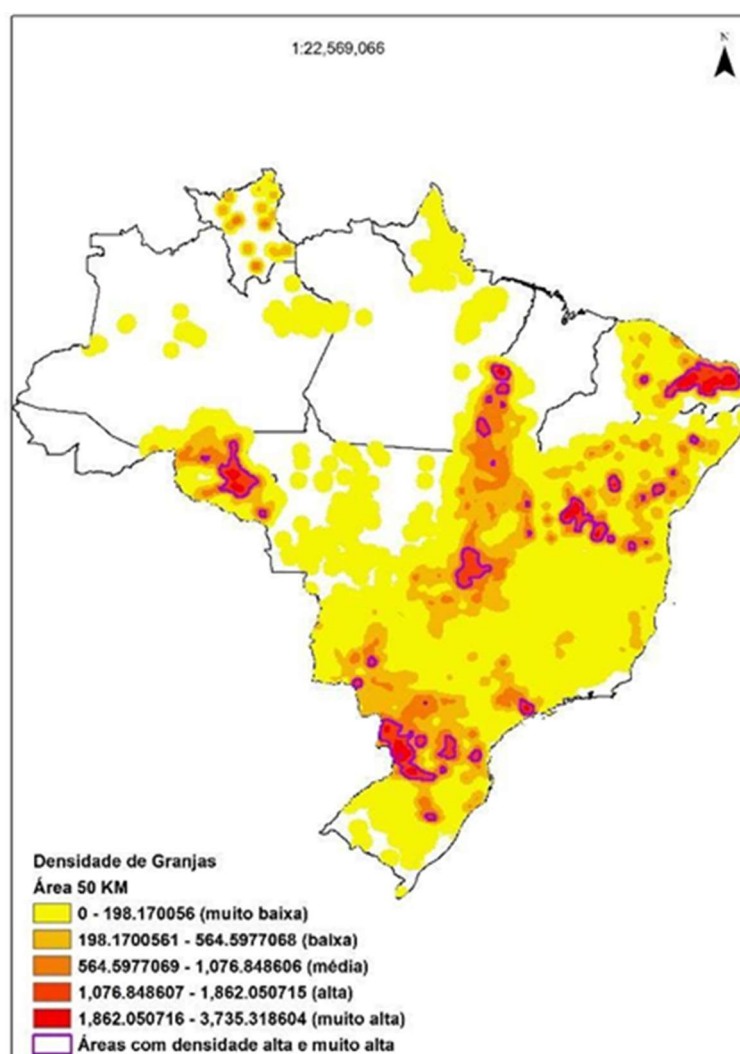 1:22,569,066
N
Densidade de Granjas
Área 50 KM
0 - 198.170056 (muito baixa)
198.1700561 - 564.5977068 (baixa)
564.5977069 - 1,076.848606 (média)
1,076.848607 - 1,862.050715 (alta)
1,862.050716 - 3,735.318604 (muito alta)
Áreas com densidade alta e muito alta